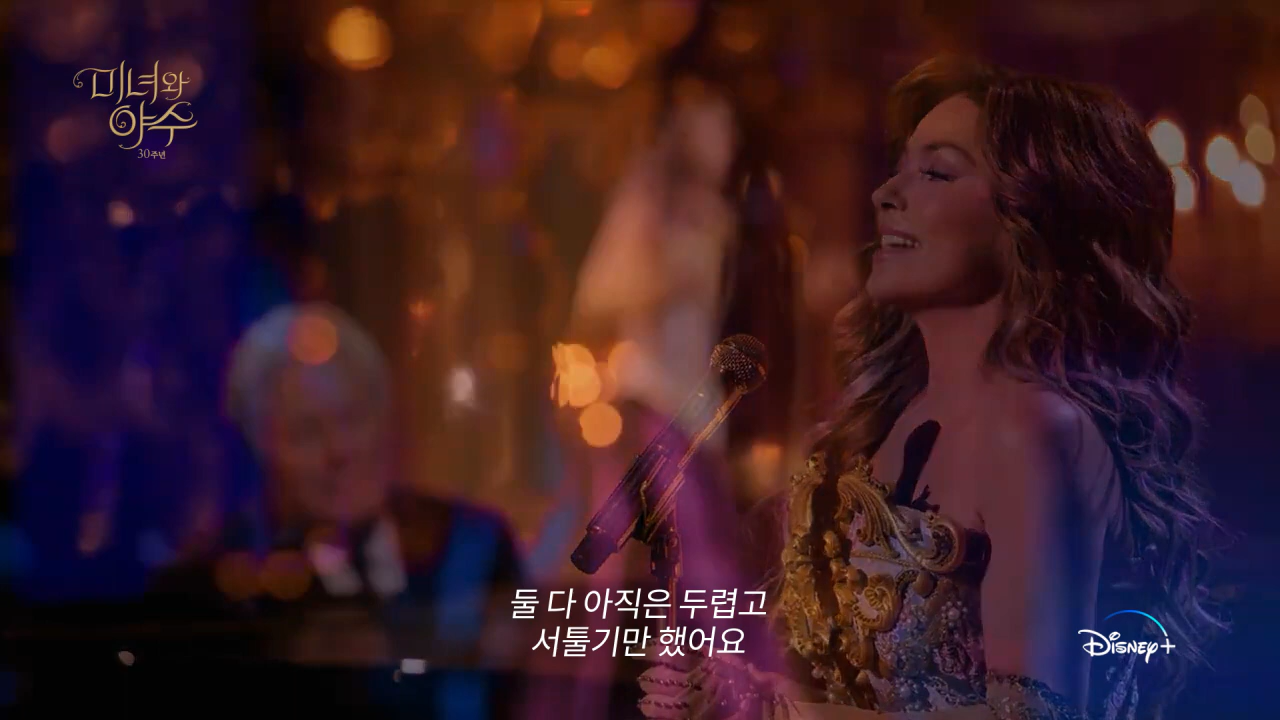 미녀와
야수
30주년
둘 다 아직은 두렵고
서툴기만 했어요
Disney+